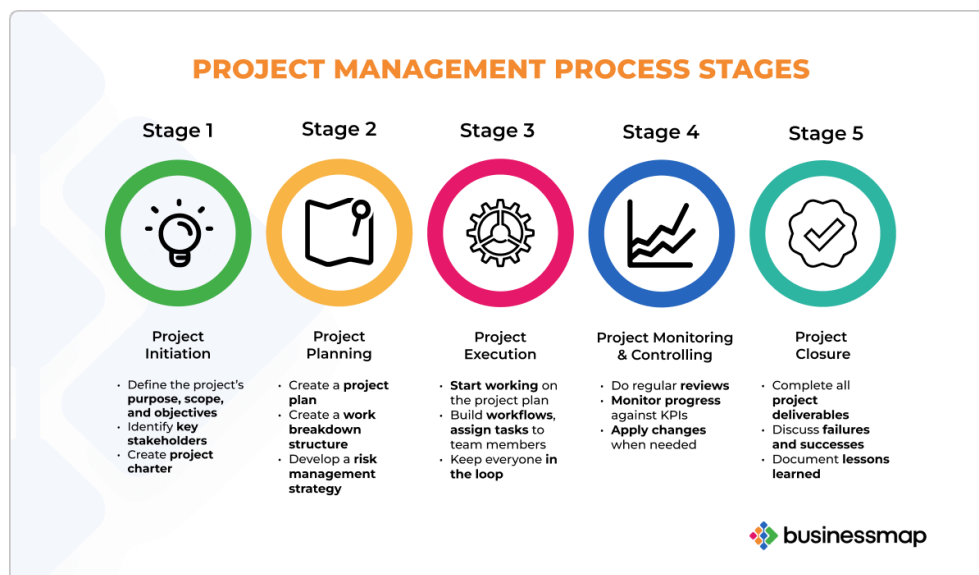 PROJECT MANAGEMENT PROCESS STAGES
Stage 1
Project
Initiation
• Define the project's
purpose, scope,
and objectives
• Identify key
stakeholders
• Create project
charter
Stage 2
Project
Planning
• Create a project
plan
• Create a work
breakdown
structure
• Develop a risk
management
strategy
Stage 3
Project
Execution
• Start working on
the project plan
• Build workflows,
assign tasks to
team members
• Keep everyone in
the loop
Stage 4
Project Monitoring
& Controlling
• Do regular reviews
• Monitor progress
against KPIs
• Apply changes
when needed
Stage 5
Project
Closure
• Complete all
project
deliverables
• Discuss failures
and successes
• Document lessons
learned
businessmap